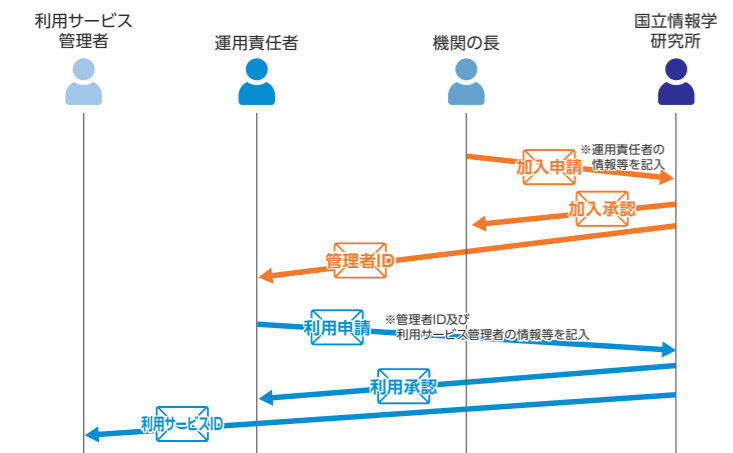 利用サービス
管理者
運用責任者
機関の長
国立情報学
研究所
加入申請
※運用責任者の
情報等を記入
加入承認
管理者ID
利用申請
※管理者ID及び
利用サービス管理者の情報等を記入
利用承認
利用サービスID